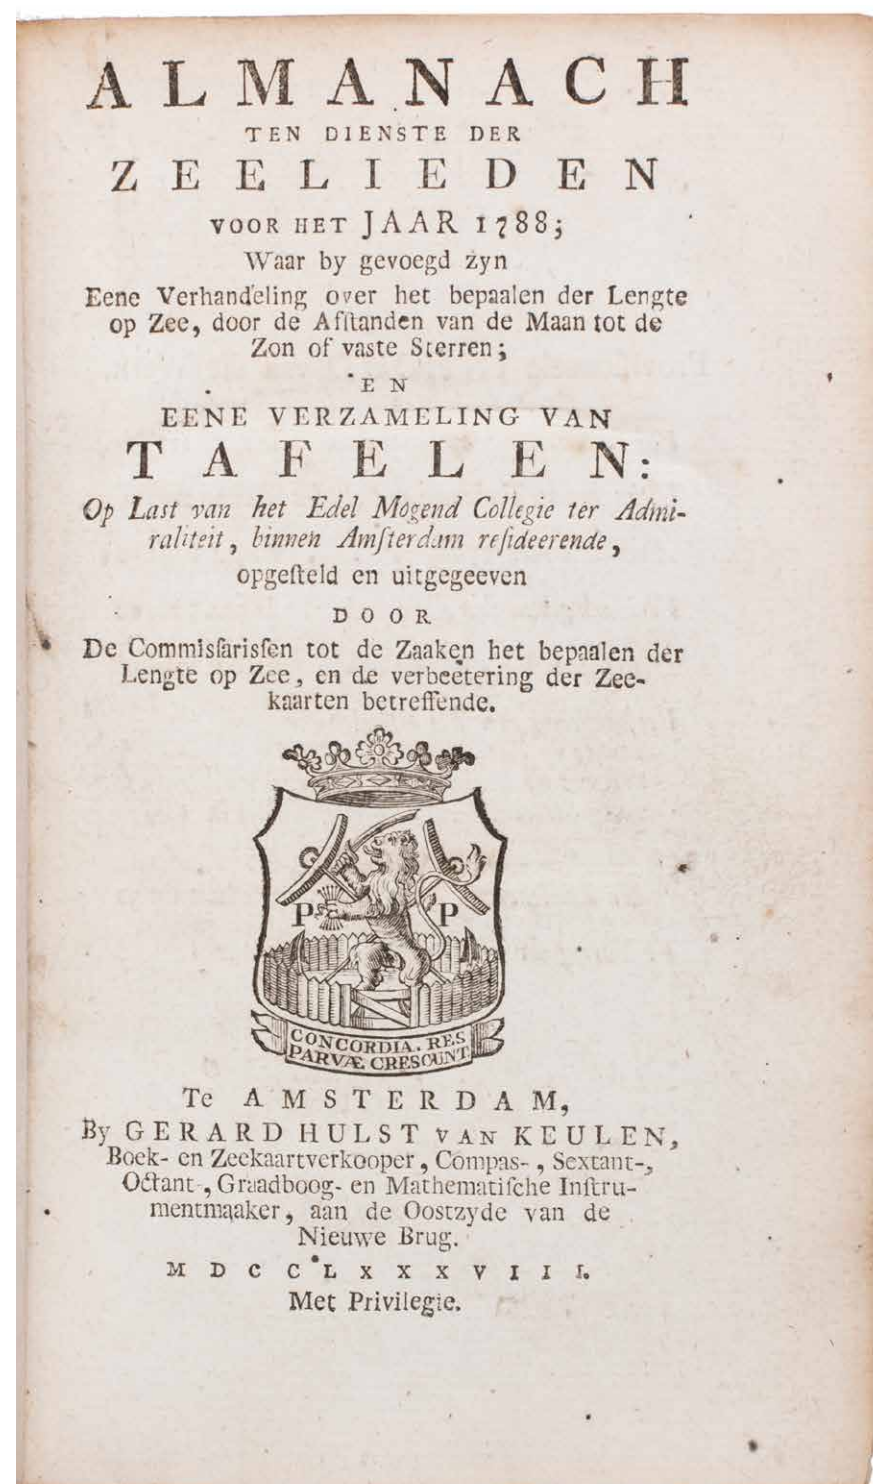 ALMANACH
TEN DIENSTE DER
ZEELIEDEN
VOOR HET JAAR 1788;
Waar by gevoegd zyn
Eene Verhandeling over het bepaalen der Lengte
op Zee, door de Afſtanden van de Maan tot de
Zon of vaste Sterren;
EN
EENE VERZAMELING VAN
TAFELEN:
Op Last van het Edel Mogend Collegie ter Admi-
raliteit, binnen Amſterdam reſideerende,
opgeſteld en uitgegeeven
DOOR
De Commisſarisſen tot de Zaaken het bepaalen der
Lengte op Zee, en de verbeetering der Zee-
kaarten betreffende.
P P
CONCORDIA. RES
PARVÆ CRESCUNT
Te AMSTERDAM,
By GERARD HULST VAN KEULEN,
Boek- en Zeekaartverkooper, Compas-, Sextant-,
Octant-, Graadboog- en Mathematiſche Inſtru-
mentmaaker, aan de Oostzyde van de
Nieuwe Brug.
MDCCLXXXVIII.
Met Privilegie.